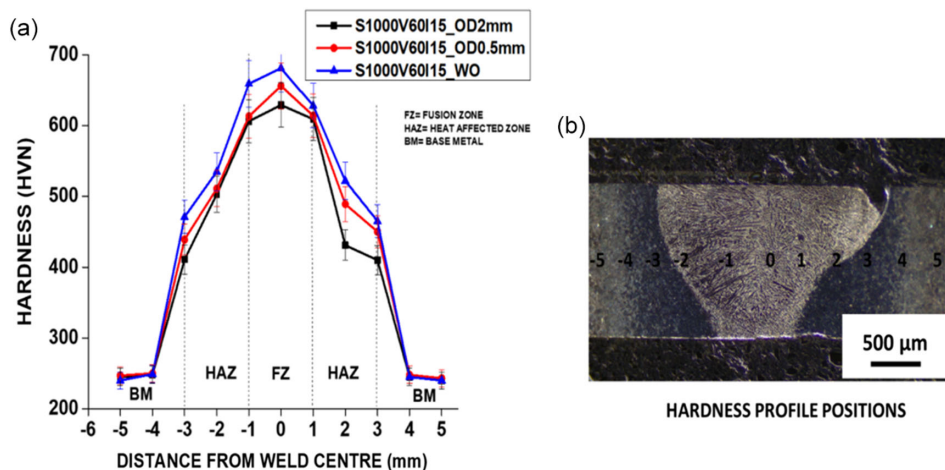 (a)
S1000V60I15_OD2mm
S1000V60I15_OD0.5mm
S1000V60I15_WO
FZ= FUSION ZONE
HAZ= HEAT AFFECTED ZONE
BM= BASE METAL
HARDNESS (HVN)
700
600
500
400
300
200
BM HAZ FZ HAZ BM
-6 -5 -4 -3 -2 -1 0 1 2 3 4 5
DISTANCE FROM WELD CENTRE (mm)
(b)
-5 -4 -3 -2 -1 0 1 2 3 4 5
500 µm
HARDNESS PROFILE POSITIONS